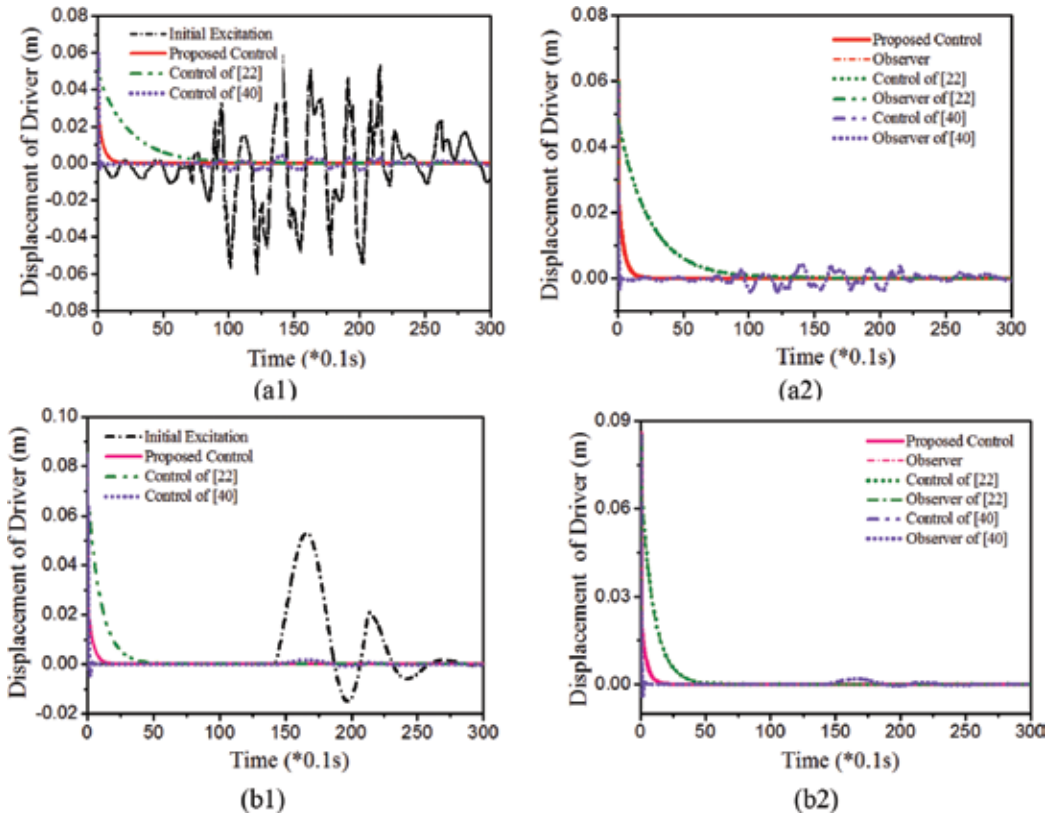 Displacement of Driver (m)
0.08
0.06
0.04
0.02
0.00
-0.02
-0.04
-0.06
-0.08
Initial Excitation
Proposed Control
Control of [22]
Control of [40]
0 50 100 150 200 250 300
Time (*0.1s)
(a1)
Displacement of Driver (m)
0.08
0.06
0.04
0.02
0.00
Proposed Control
Observer
Control of [22]
Observer of [22]
Control of [40]
Observer of [40]
0 50 100 150 200 250 300
Time (*0.1s)
(a2)
Displacement of Driver (m)
0.10
0.08
0.06
0.04
0.02
0.00
-0.02
Initial Excitation
Proposed Control
Control of [22]
Control of [40]
0 50 100 150 200 250 300
Time (*0.1s)
(b1)
Displacement of Driver (m)
0.09
0.06
0.03
0.00
Proposed Control
Observer
Control of [22]
Observer of [22]
Control of [40]
Observer of [40]
0 50 100 150 200 250 300
Time (*0.1s)
(b2)